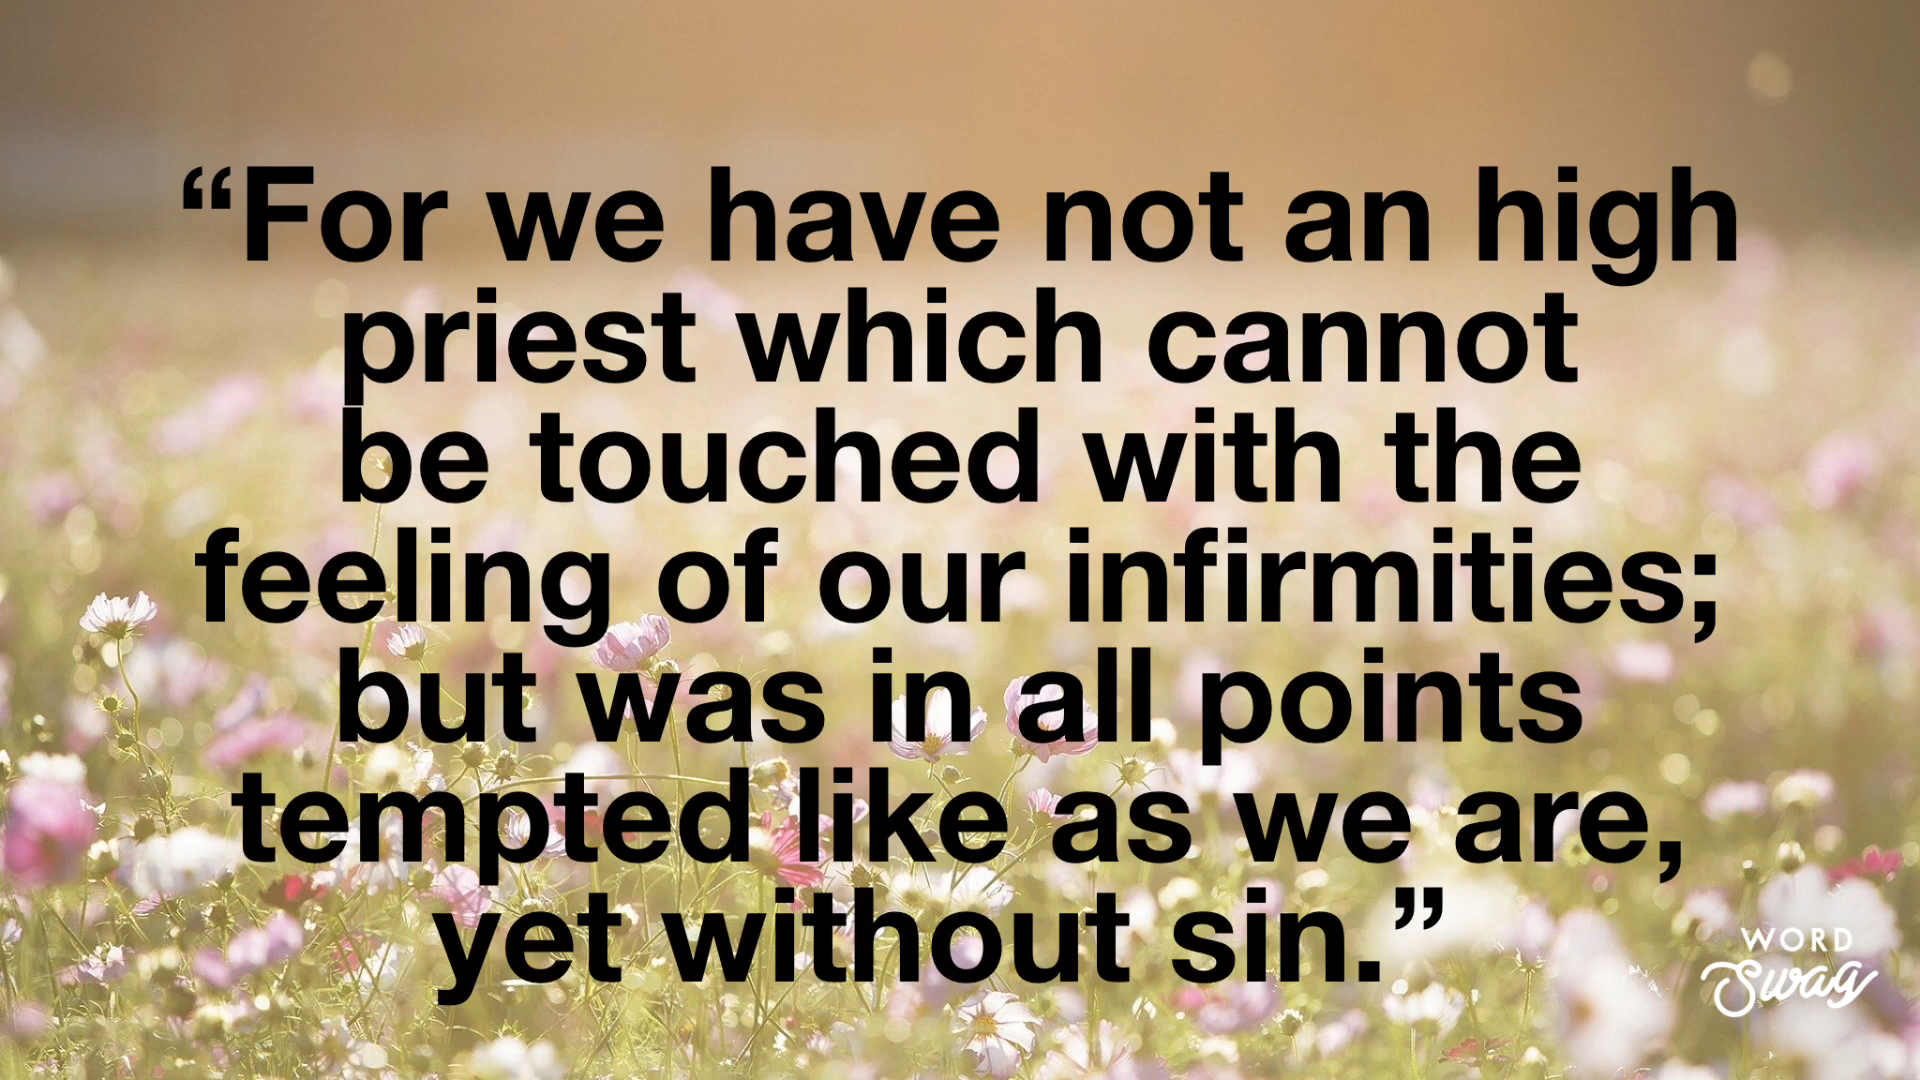 “For we have not an high
priest which cannot
be touched with the
feeling of our infirmities;
but was in all points
tempted like as we are,
yet without sin.”
WORD
Swag